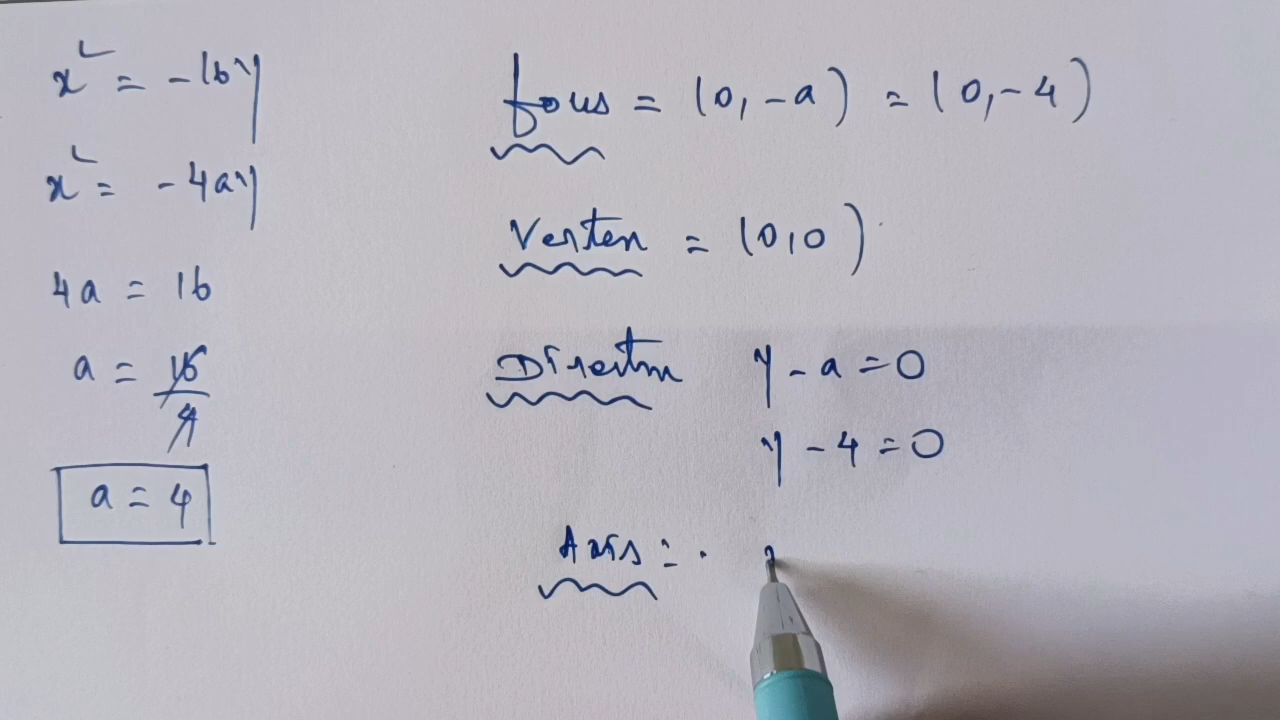 x² = -16y
x² = -4ay
4a = 16
a = 16/4
a = 4
focus = (0, -a) = (0, -4)
Vertex = (0,0)
Directrix y - a = 0
y - 4 = 0
Axis :-